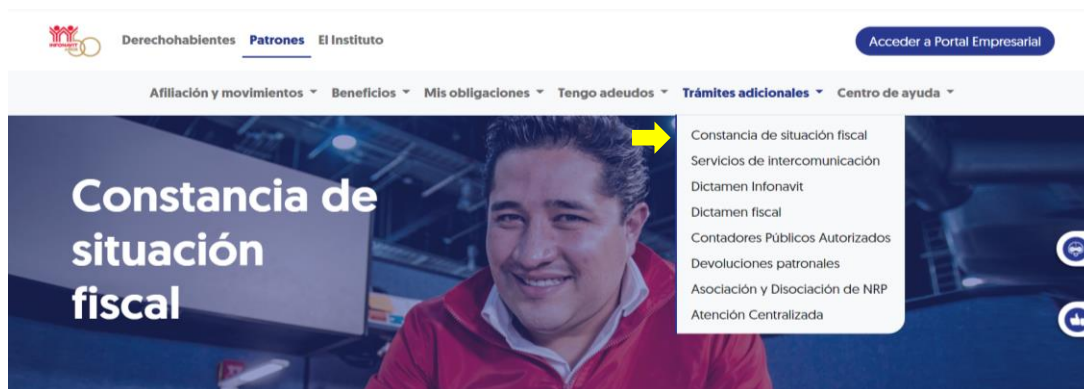 INFONAVIT
Derechohabientes Patrones El Instituto
Acceder a Portal Empresarial
Afiliación y movimientos Beneficios Mis obligaciones Tengo adeudos Trámites adicionales Centro de ayuda
Constancia de situación fiscal
Servicios de intercomunicación
Dictamen Infonavit
Dictamen fiscal
Contadores Públicos Autorizados
Devoluciones patronales
Asociación y Disociación de NRP
Atención Centralizada
Constancia de
situación
fiscal